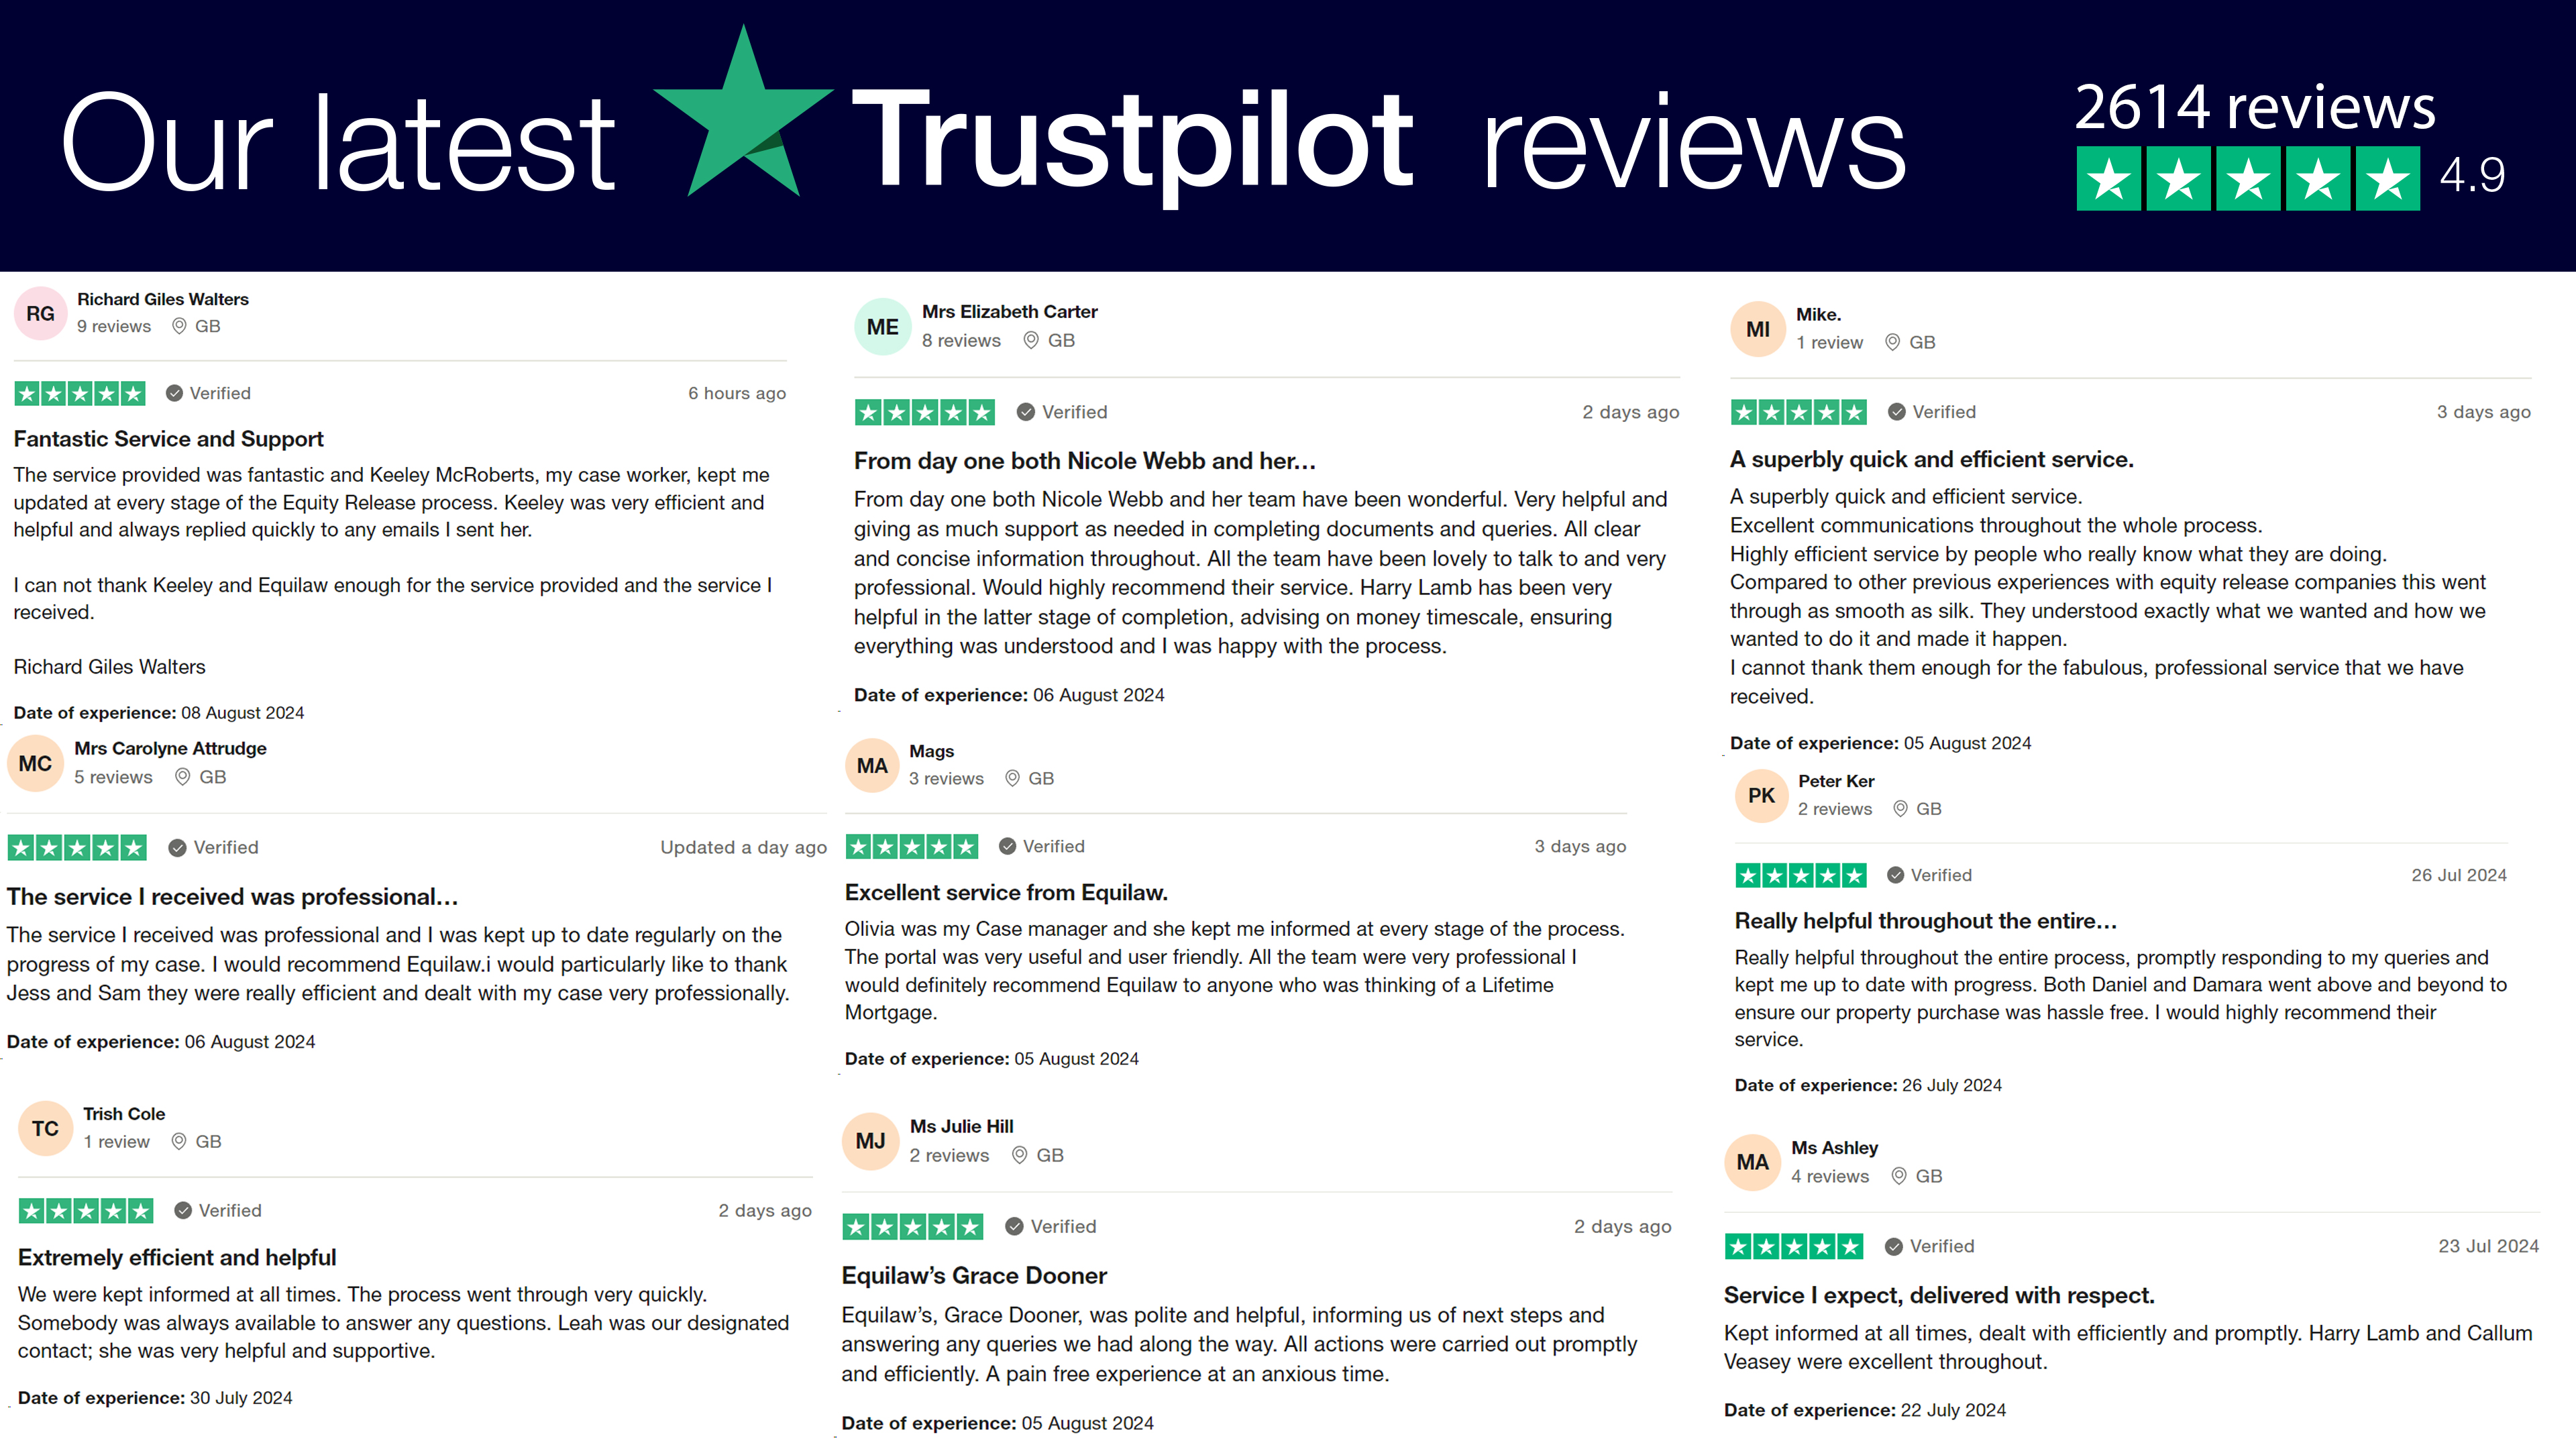 Our latest Trustpilot reviews
2614 reviews
4.9
RG
Richard Giles Walters
9 reviews GB
Verified 6 hours ago
Fantastic Service and Support
The service provided was fantastic and Keeley McRoberts, my case worker, kept me
updated at every stage of the Equity Release process. Keeley was very efficient and
helpful and always replied quickly to any emails I sent her.
I can not thank Keeley and Equilaw enough for the service provided and the service I
received.
Richard Giles Walters
Date of experience: 08 August 2024
MC
Mrs Carolyne Attrudge
5 reviews GB
Verified Updated a day ago
The service I received was professional…
The service I received was professional and I was kept up to date regularly on the
progress of my case. I would recommend Equilaw.i would particularly like to thank
Jess and Sam they were really efficient and dealt with my case very professionally.
Date of experience: 06 August 2024
TC
Trish Cole
1 review GB
Verified 2 days ago
Extremely efficient and helpful
We were kept informed at all times. The process went through very quickly.
Somebody was always available to answer any questions. Leah was our designated
contact; she was very helpful and supportive.
Date of experience: 30 July 2024
ME
Mrs Elizabeth Carter
8 reviews GB
Verified 2 days ago
From day one both Nicole Webb and her…
From day one both Nicole Webb and her team have been wonderful. Very helpful and
giving as much support as needed in completing documents and queries. All clear
and concise information throughout. All the team have been lovely to talk to and very
professional. Would highly recommend their service. Harry Lamb has been very
helpful in the latter stage of completion, advising on money timescale, ensuring
everything was understood and I was happy with the process.
Date of experience: 06 August 2024
MA
Mags
3 reviews GB
Verified 3 days ago
Excellent service from Equilaw.
Olivia was my Case manager and she kept me informed at every stage of the process.
The portal was very useful and user friendly. All the team were very professional I
would definitely recommend Equilaw to anyone who was thinking of a Lifetime
Mortgage.
Date of experience: 05 August 2024
MJ
Ms Julie Hill
2 reviews GB
Verified 2 days ago
Equilaw’s Grace Dooner
Equilaw’s, Grace Dooner, was polite and helpful, informing us of next steps and
answering any queries we had along the way. All actions were carried out promptly
and efficiently. A pain free experience at an anxious time.
Date of experience: 05 August 2024
MI
Mike.
1 review GB
Verified 3 days ago
A superbly quick and efficient service.
A superbly quick and efficient service.
Excellent communications throughout the whole process.
Highly efficient service by people who really know what they are doing.
Compared to other previous experiences with equity release companies this went
through as smooth as silk. They understood exactly what we wanted and how we
wanted to do it and made it happen.
I cannot thank them enough for the fabulous, professional service that we have
received.
Date of experience: 05 August 2024
PK
Peter Ker
2 reviews GB
Verified 26 Jul 2024
Really helpful throughout the entire…
Really helpful throughout the entire process, promptly responding to my queries and
kept me up to date with progress. Both Daniel and Damara went above and beyond to
ensure our property purchase was hassle free. I would highly recommend their
service.
Date of experience: 26 July 2024
MA
Ms Ashley
4 reviews GB
Verified 23 Jul 2024
Service I expect, delivered with respect.
Kept informed at all times, dealt with efficiently and promptly. Harry Lamb and Callum
Veasey were excellent throughout.
Date of experience: 22 July 2024